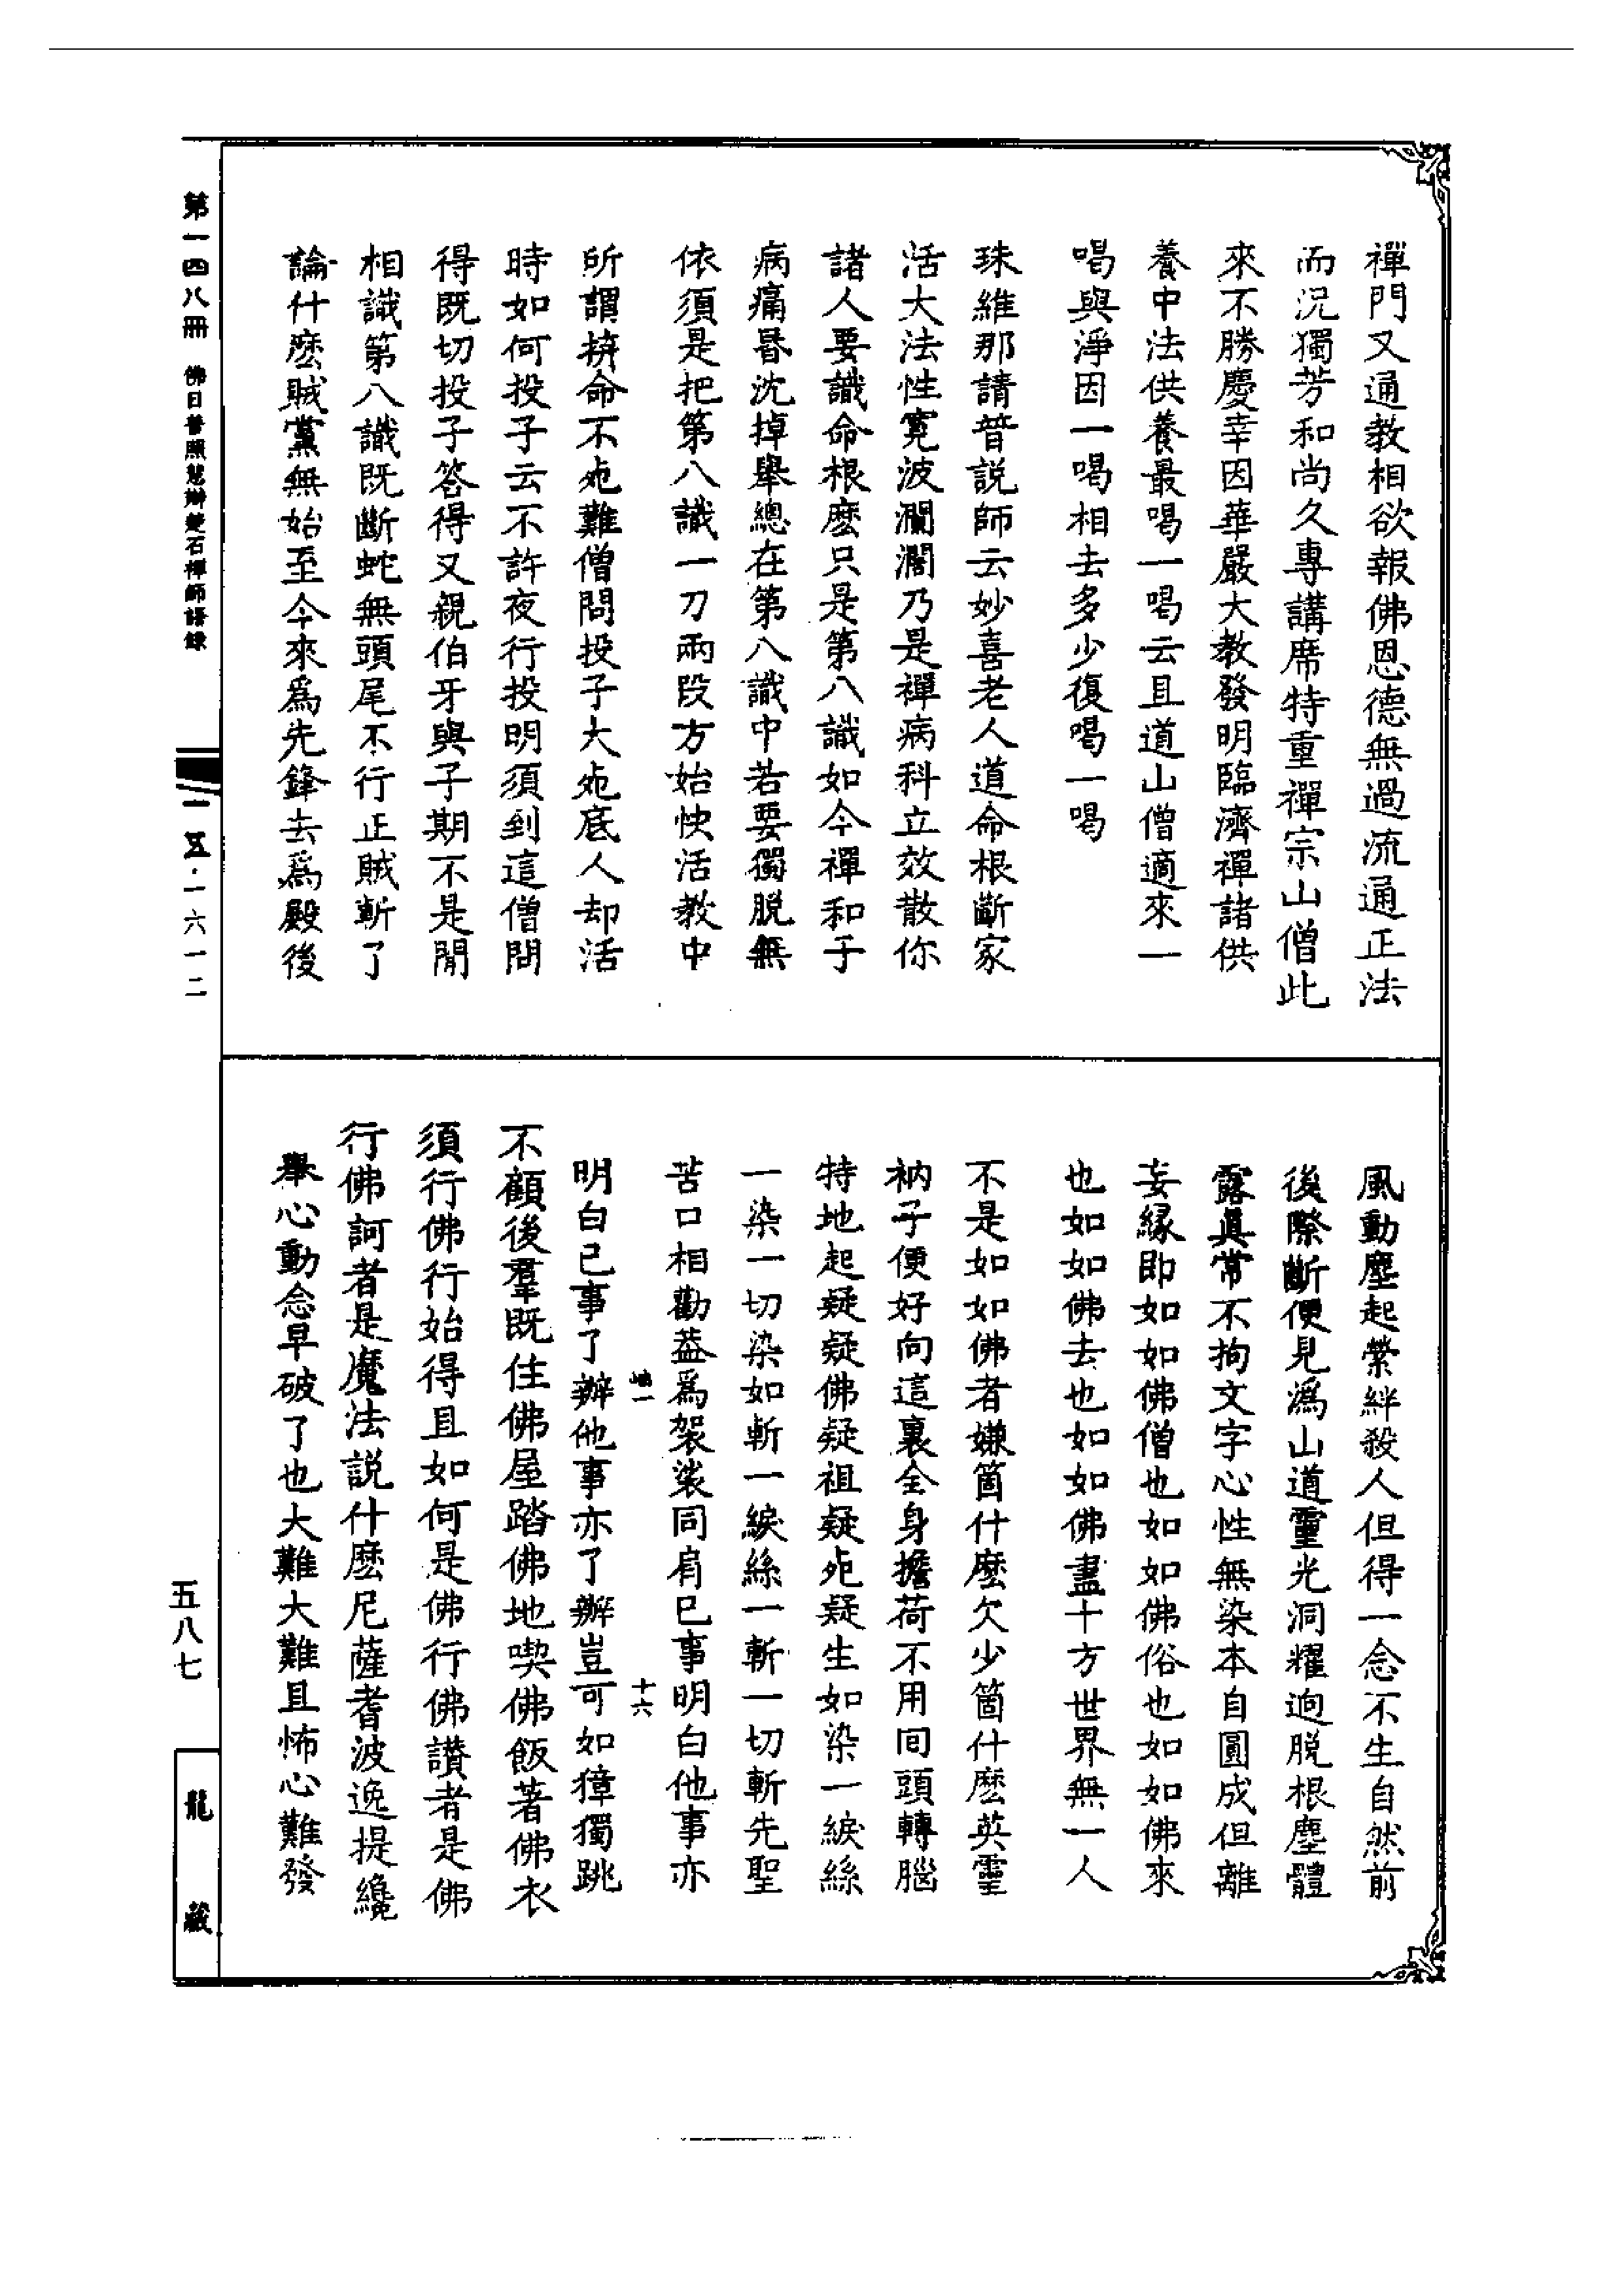 禪門又通教相欲報佛恩德無過流通正法
而況獨芳和尚久專講席特重禪宗山僧此
來不勝慶幸因華嚴大教發明臨濟禪諸供
養中法供養最喝一喝云且道山僧適來一
喝與淨因一喝相去多少復喝一喝
珠維那請普說師云妙喜老人道命根斷家
活大法性寬波瀾濶乃是禪病科立效散你
諸人要識命根麽只是第八識如今禪和子
病痛昬沈掉舉總在第八識中若要獨脫無
依須是把第八識一刀兩段方始快活教中
所謂拚命不䖏難僧問投子大死底人却活
時如何投子云不許夜行投明須到這僧問
得既切投子答得又親伯牙與子期不是閒
相識第八識既斷蛇無頭尾不行正賊斬了
論什麽賊黨無始至今來爲先鋒去爲殿後
風動塵起縈絆殺人但得一念不生自然前
後際斷便見溈山道靈光洞耀逈脫根塵體
露眞常不拘文字心性無染本自圓成但離
妄緣即如如佛僧也如如佛俗也如如佛來
也如如佛去也如如佛盡十方世界無一人
不是如如佛者嫌箇什麽欠少箇什麽英靈
衲子便好向這裏全身擔荷不用囘頭轉腦
特地起疑疑佛疑祖疑死疑生如染一綟絲
一染一切染如斬一綟絲一斬一切斬先聖
苦口相勸葢爲袈裟同肩已事明白他事亦
明白已事了辦他事亦了辦豈可如獐獨跳
十六
不顧後羣既住佛屋踏佛地喫佛飯著佛衣
須行佛行始得且如何是佛行佛讚者是佛
行佛訶者是魔法說什麽尼薩耆波逸提纔
舉心動念早破了也大難大難且怖心難發
第一四八冊　佛日普照慧辯楚石禪師語錄
一五·一六一二
五八七
龍藏